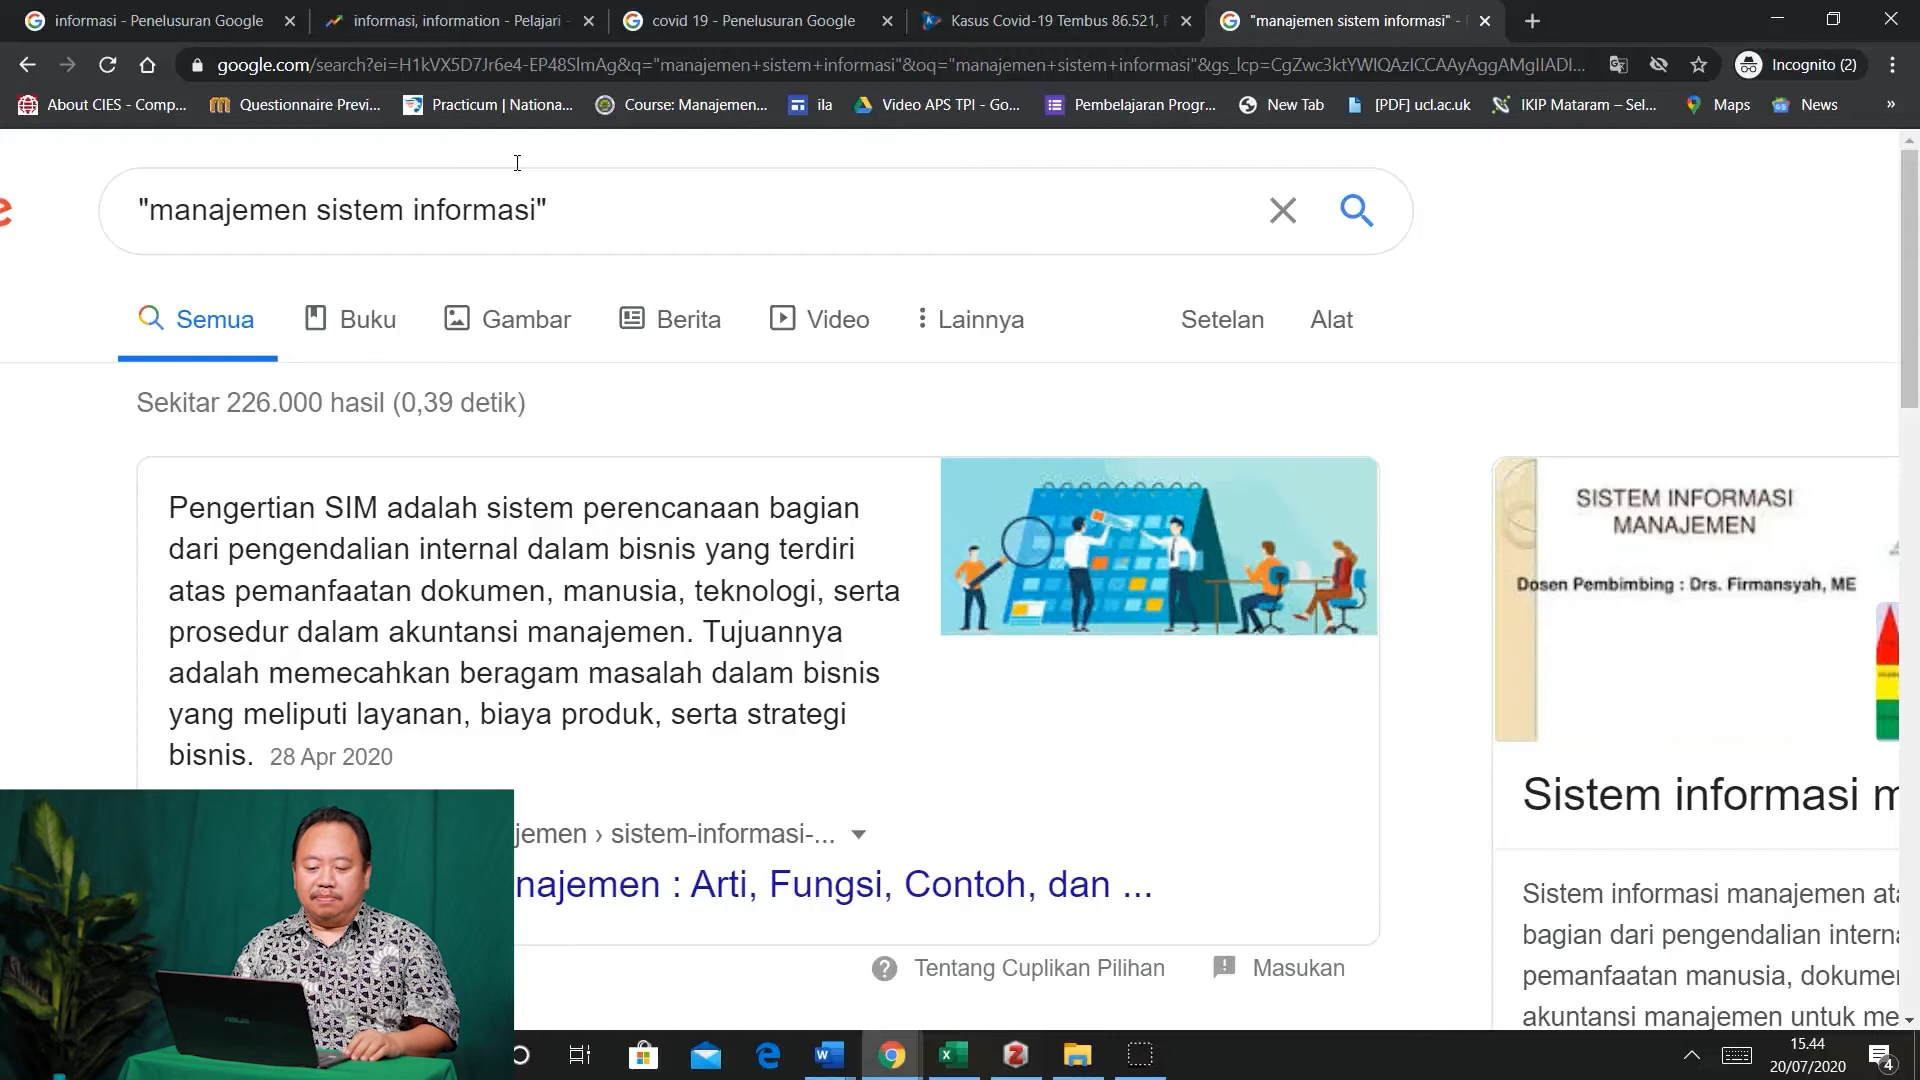 informasi - Penelusuran Google
informasi, information - Pelajari -
covid 19 - Penelusuran Google
Kasus Covid-19 Tembus 86.521,
"manajemen sistem informasi" -
google.com/search?ei=H1kVX5D7Jr6e4-EP48SlmAg&q="manajemen+sistem+informasi"&oq="manajemen+sistem+informasi"&gs_lcp=CgZwc3ktYWIQAzICCAAyAggAMgIIADI...
Incognito (2)
About CIES - Comp...
Questionnaire Previ...
Practicum | Nationa...
Course: Manajemen...
ila
Video APS TPI - Go...
Pembelajaran Progr...
New Tab
[PDF] ucl.ac.uk
IKIP Mataram – Sel...
Maps
News
»
"manajemen sistem informasi"
Semua
Buku
Gambar
Berita
Video
Lainnya
Setelan
Alat
Sekitar 226.000 hasil (0,39 detik)
Pengertian SIM adalah sistem perencanaan bagian
dari pengendalian internal dalam bisnis yang terdiri
atas pemanfaatan dokumen, manusia, teknologi, serta
prosedur dalam akuntansi manajemen. Tujuannya
adalah memecahkan beragam masalah dalam bisnis
yang meliputi layanan, biaya produk, serta strategi
bisnis. 28 Apr 2020
jemen › sistem-informasi-...
najemen : Arti, Fungsi, Contoh, dan ...
Tentang Cuplikan Pilihan
Masukan
SISTEM INFORMASI
MANAJEMEN
Dosen Pembimbing : Drs. Firmansyah, ME
Sistem informasi m
Sistem informasi manajemen ata
bagian dari pengendalian interna
pemanfaatan manusia, dokumen
akuntansi manajemen untuk me
ASUS
15.44
20/07/2020
4